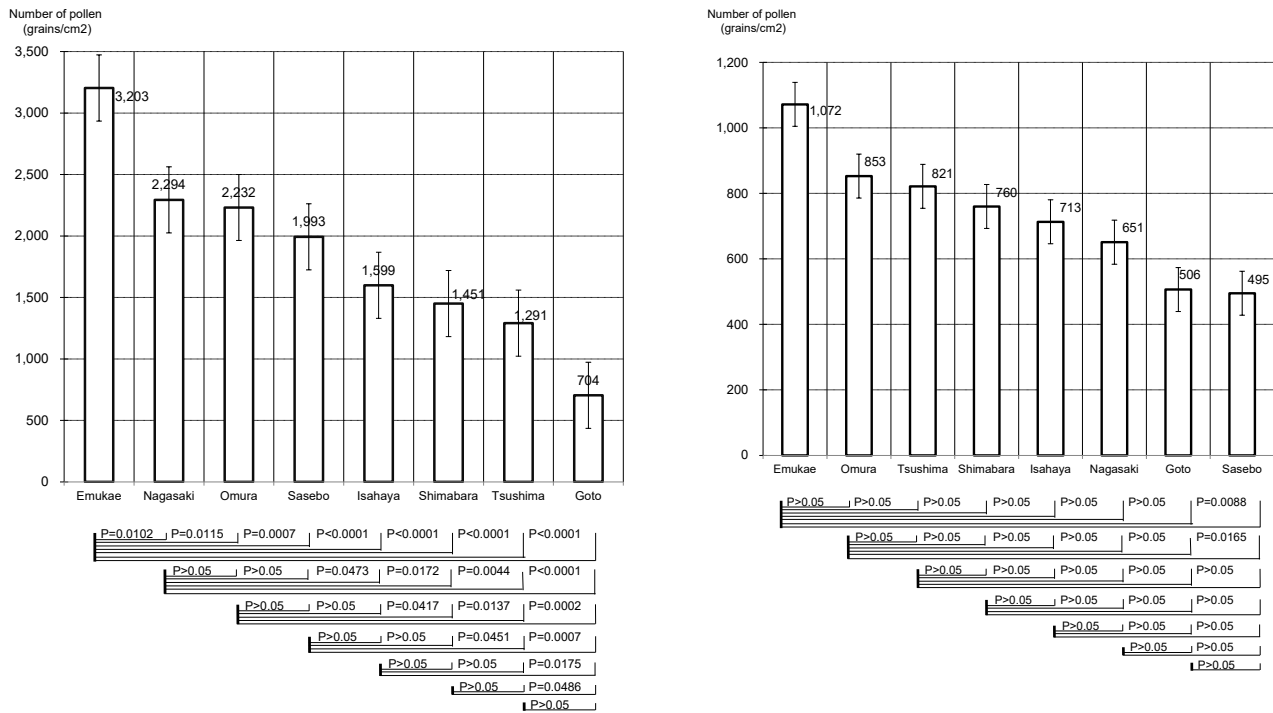 Number of pollen
(grains/cm2)
3,500
3,000
2,500
2,000
1,500
1,000
500
0
3,203
2,294
2,232
1,993
1,599
1,451
1,291
704
Emukae Nagasaki Omura Sasebo Isahaya Shimabara Tsushima Goto
P=0.0102 P=0.0115 P=0.0007 P<0.0001 P<0.0001 P<0.0001 P<0.0001
P>0.05 P>0.05 P=0.0473 P=0.0172 P=0.0044 P<0.0001
P>0.05 P>0.05 P=0.0417 P=0.0137 P=0.0002
P>0.05 P>0.05 P=0.0451 P=0.0007
P>0.05 P>0.05 P=0.0175
P>0.05 P=0.0486
P>0.05
Number of pollen
(grains/cm2)
1,200
1,000
800
600
400
200
0
1,072
853
821
760
713
651
506
495
Emukae Omura Tsushima Shimabara Isahaya Nagasaki Goto Sasebo
P>0.05 P>0.05 P>0.05 P>0.05 P>0.05 P>0.05 P=0.0088
P>0.05 P>0.05 P>0.05 P>0.05 P>0.05 P=0.0165
P>0.05 P>0.05 P>0.05 P>0.05 P>0.05
P>0.05 P>0.05 P>0.05 P>0.05
P>0.05 P>0.05 P>0.05
P>0.05 P>0.05
P>0.05